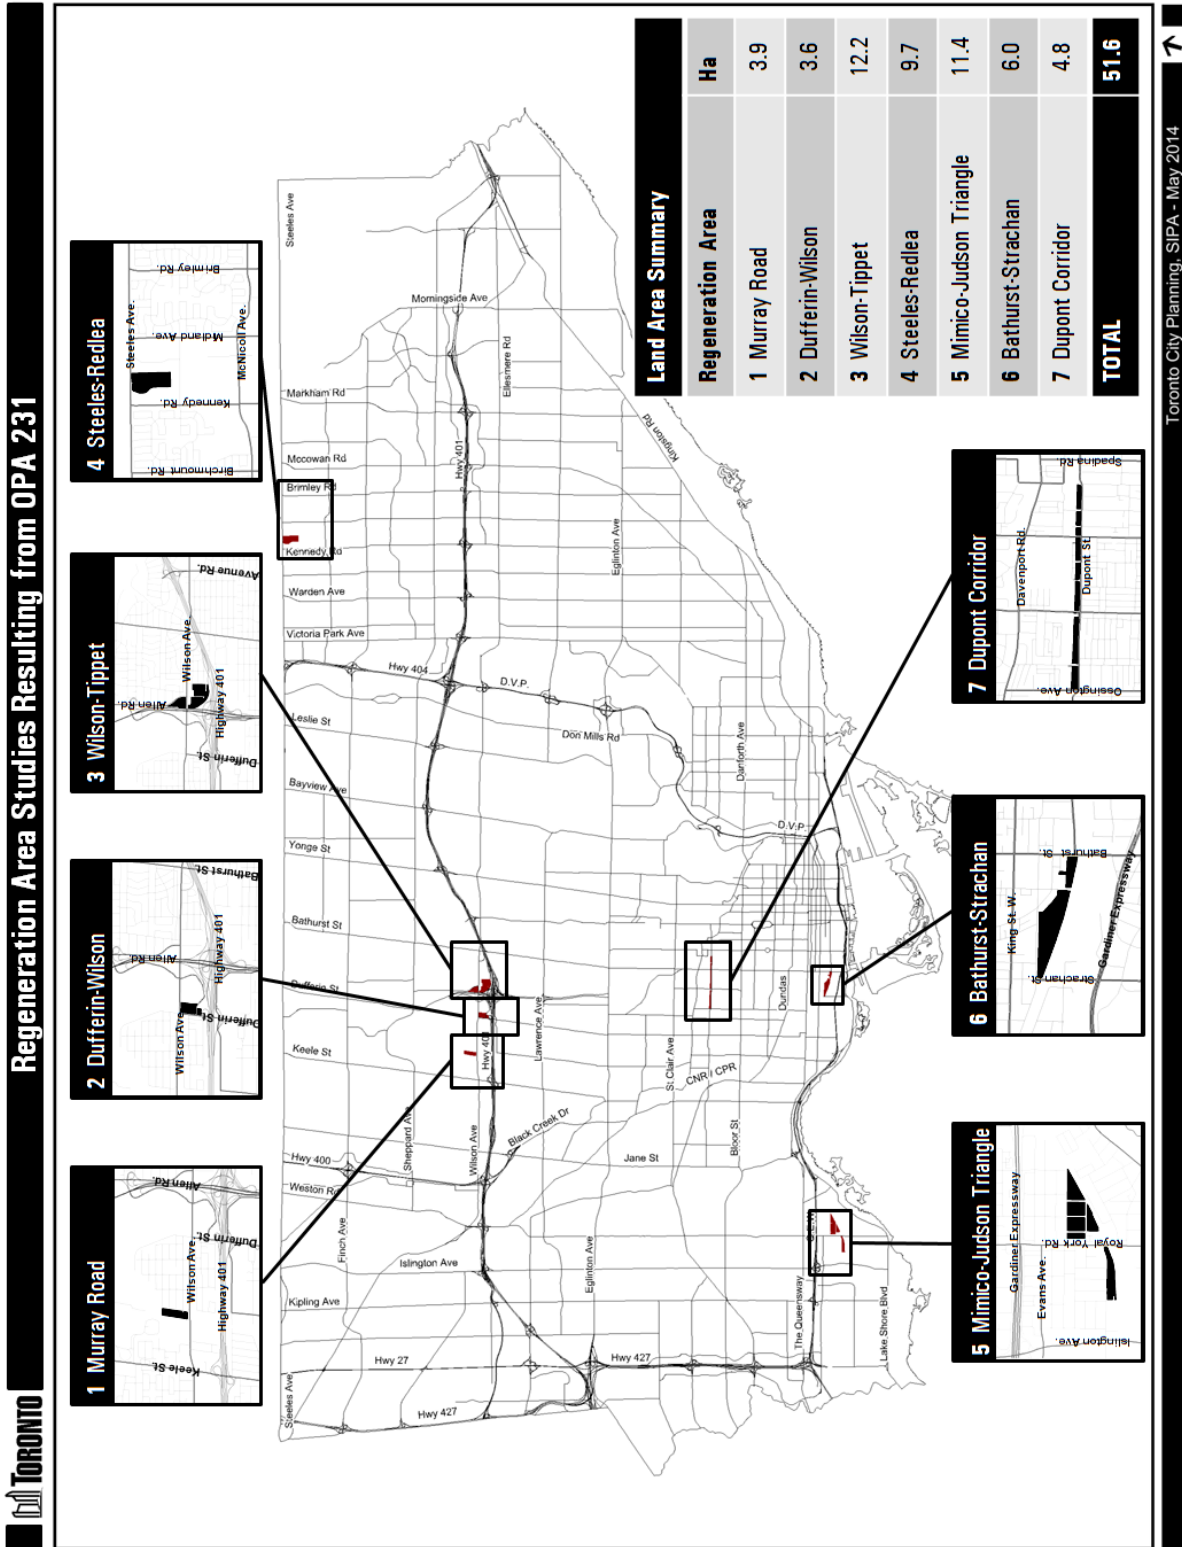 TORONTO
Regeneration Area Studies Resulting from OPA 231
1 Murray Road
Keele St.
Wilson Ave.
Highway 401
Dufferin St.
Allen Rd.
2 Dufferin-Wilson
Wilson Ave.
Dufferin St.
Allen Rd.
Highway 401
Bathurst St.
3 Wilson-Tippet
Dufferin St.
Allen Rd.
Highway 401
Wilson Ave.
Avenue Rd.
4 Steeles-Redlea
Birchmount Rd.
Kennedy Rd.
Steeles Ave.
Midland Ave.
McNicoll Ave.
Brimley Rd.
Steeles Ave
Hwy 427
Hwy 27
Kipling Ave
Islington Ave
Finch Ave
Weston Rd
Hwy 400
Sheppard Ave
Wilson Ave
Black Creek Dr
Jane St
Keele St
Hwy 401
Lawrence Ave
Dufferin St
Bathurst St
Yonge St
Bayview Ave
Leslie St
Don Mills Rd
Hwy 404
D.V.P.
Victoria Park Ave
Warden Ave
Kennedy Rd
Brimley Rd
Mccowan Rd
Markham Rd
Morningside Ave
Steeles Ave
Hwy 401
Ellesmere Rd
Kingston Rd
Eglinton Ave
Danforth Ave
D.V.P.
Dundas
St.Clair Ave
CNR / CPR
Bloor St
Eglinton Ave
Hwy 427
The Queensway
Q.E.W.
Lake Shore Blvd
5 Mimico-Judson Triangle
Gardiner Expressway
Evans Ave.
Royal York Rd.
Islington Ave.
6 Bathurst-Strachan
King St. W.
Strachan St.
Bathurst St.
Gardiner Expressway
7 Dupont Corridor
Davenport Rd.
Dupont St.
Ossington Ave.
Spadina Rd.
Land Area Summary
Regeneration Area Ha
1 Murray Road 3.9
2 Dufferin-Wilson 3.6
3 Wilson-Tippet 12.2
4 Steeles-Redlea 9.7
5 Mimico-Judson Triangle 11.4
6 Bathurst-Strachan 6.0
7 Dupont Corridor 4.8
TOTAL 51.6
Toronto City Planning, SIPA - May 2014